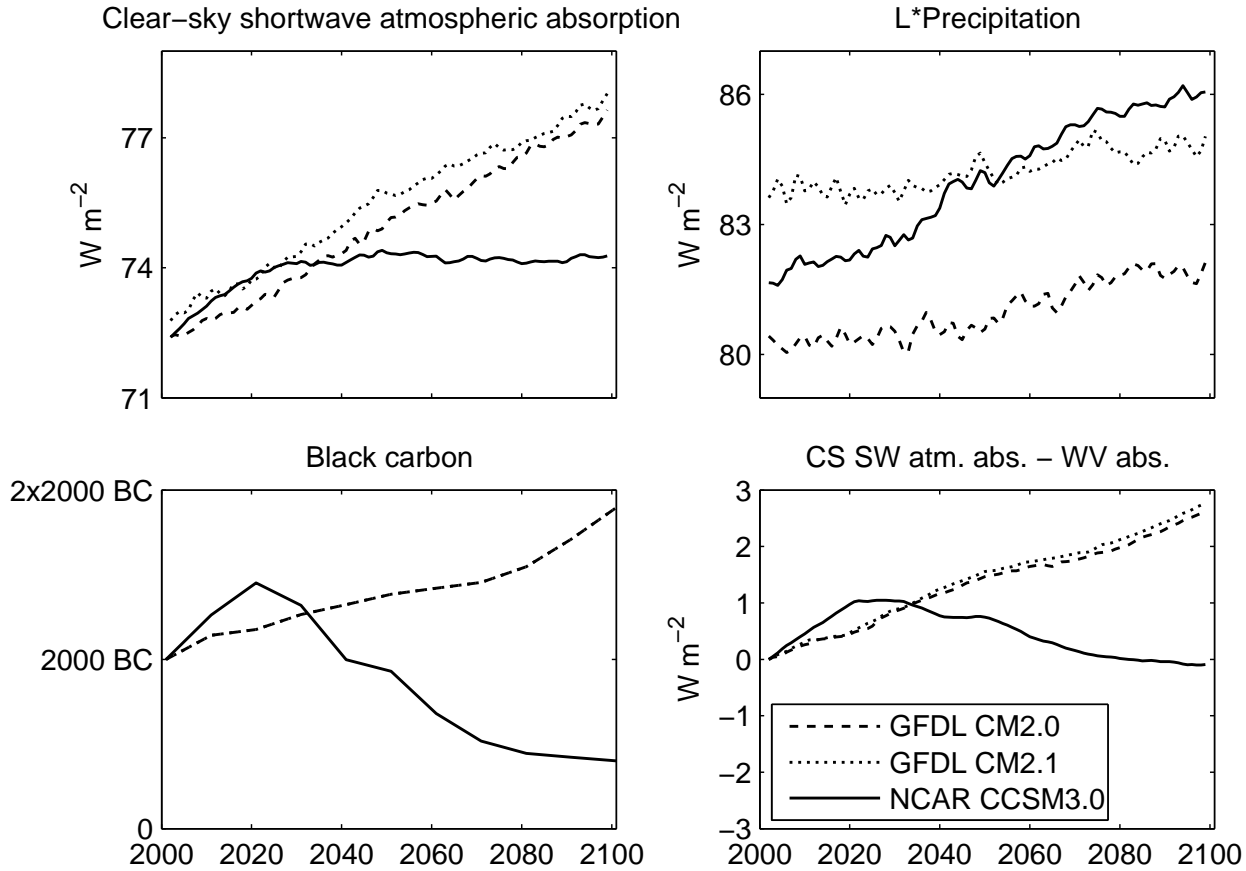 Clear−sky shortwave atmospheric absorption
W m−2
77
74
71
L*Precipitation
W m−2
86
83
80
Black carbon
2x2000 BC
2000 BC
0
2000 2020 2040 2060 2080 2100
CS SW atm. abs. − WV abs.
W m−2
3
2
1
0
−1
−2
−3
GFDL CM2.0
GFDL CM2.1
NCAR CCSM3.0
2000 2020 2040 2060 2080 2100